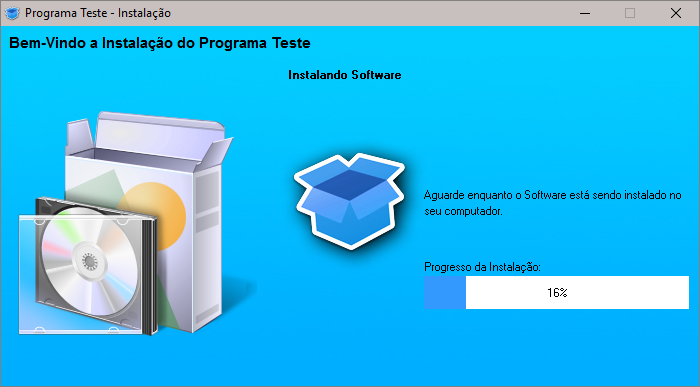 Programa Teste - Instalação
Bem-Vindo a Instalação do Programa Teste
Instalando Software
Aguarde enquanto o Software está sendo instalado no
seu computador.
Progresso da Instalação:
16%